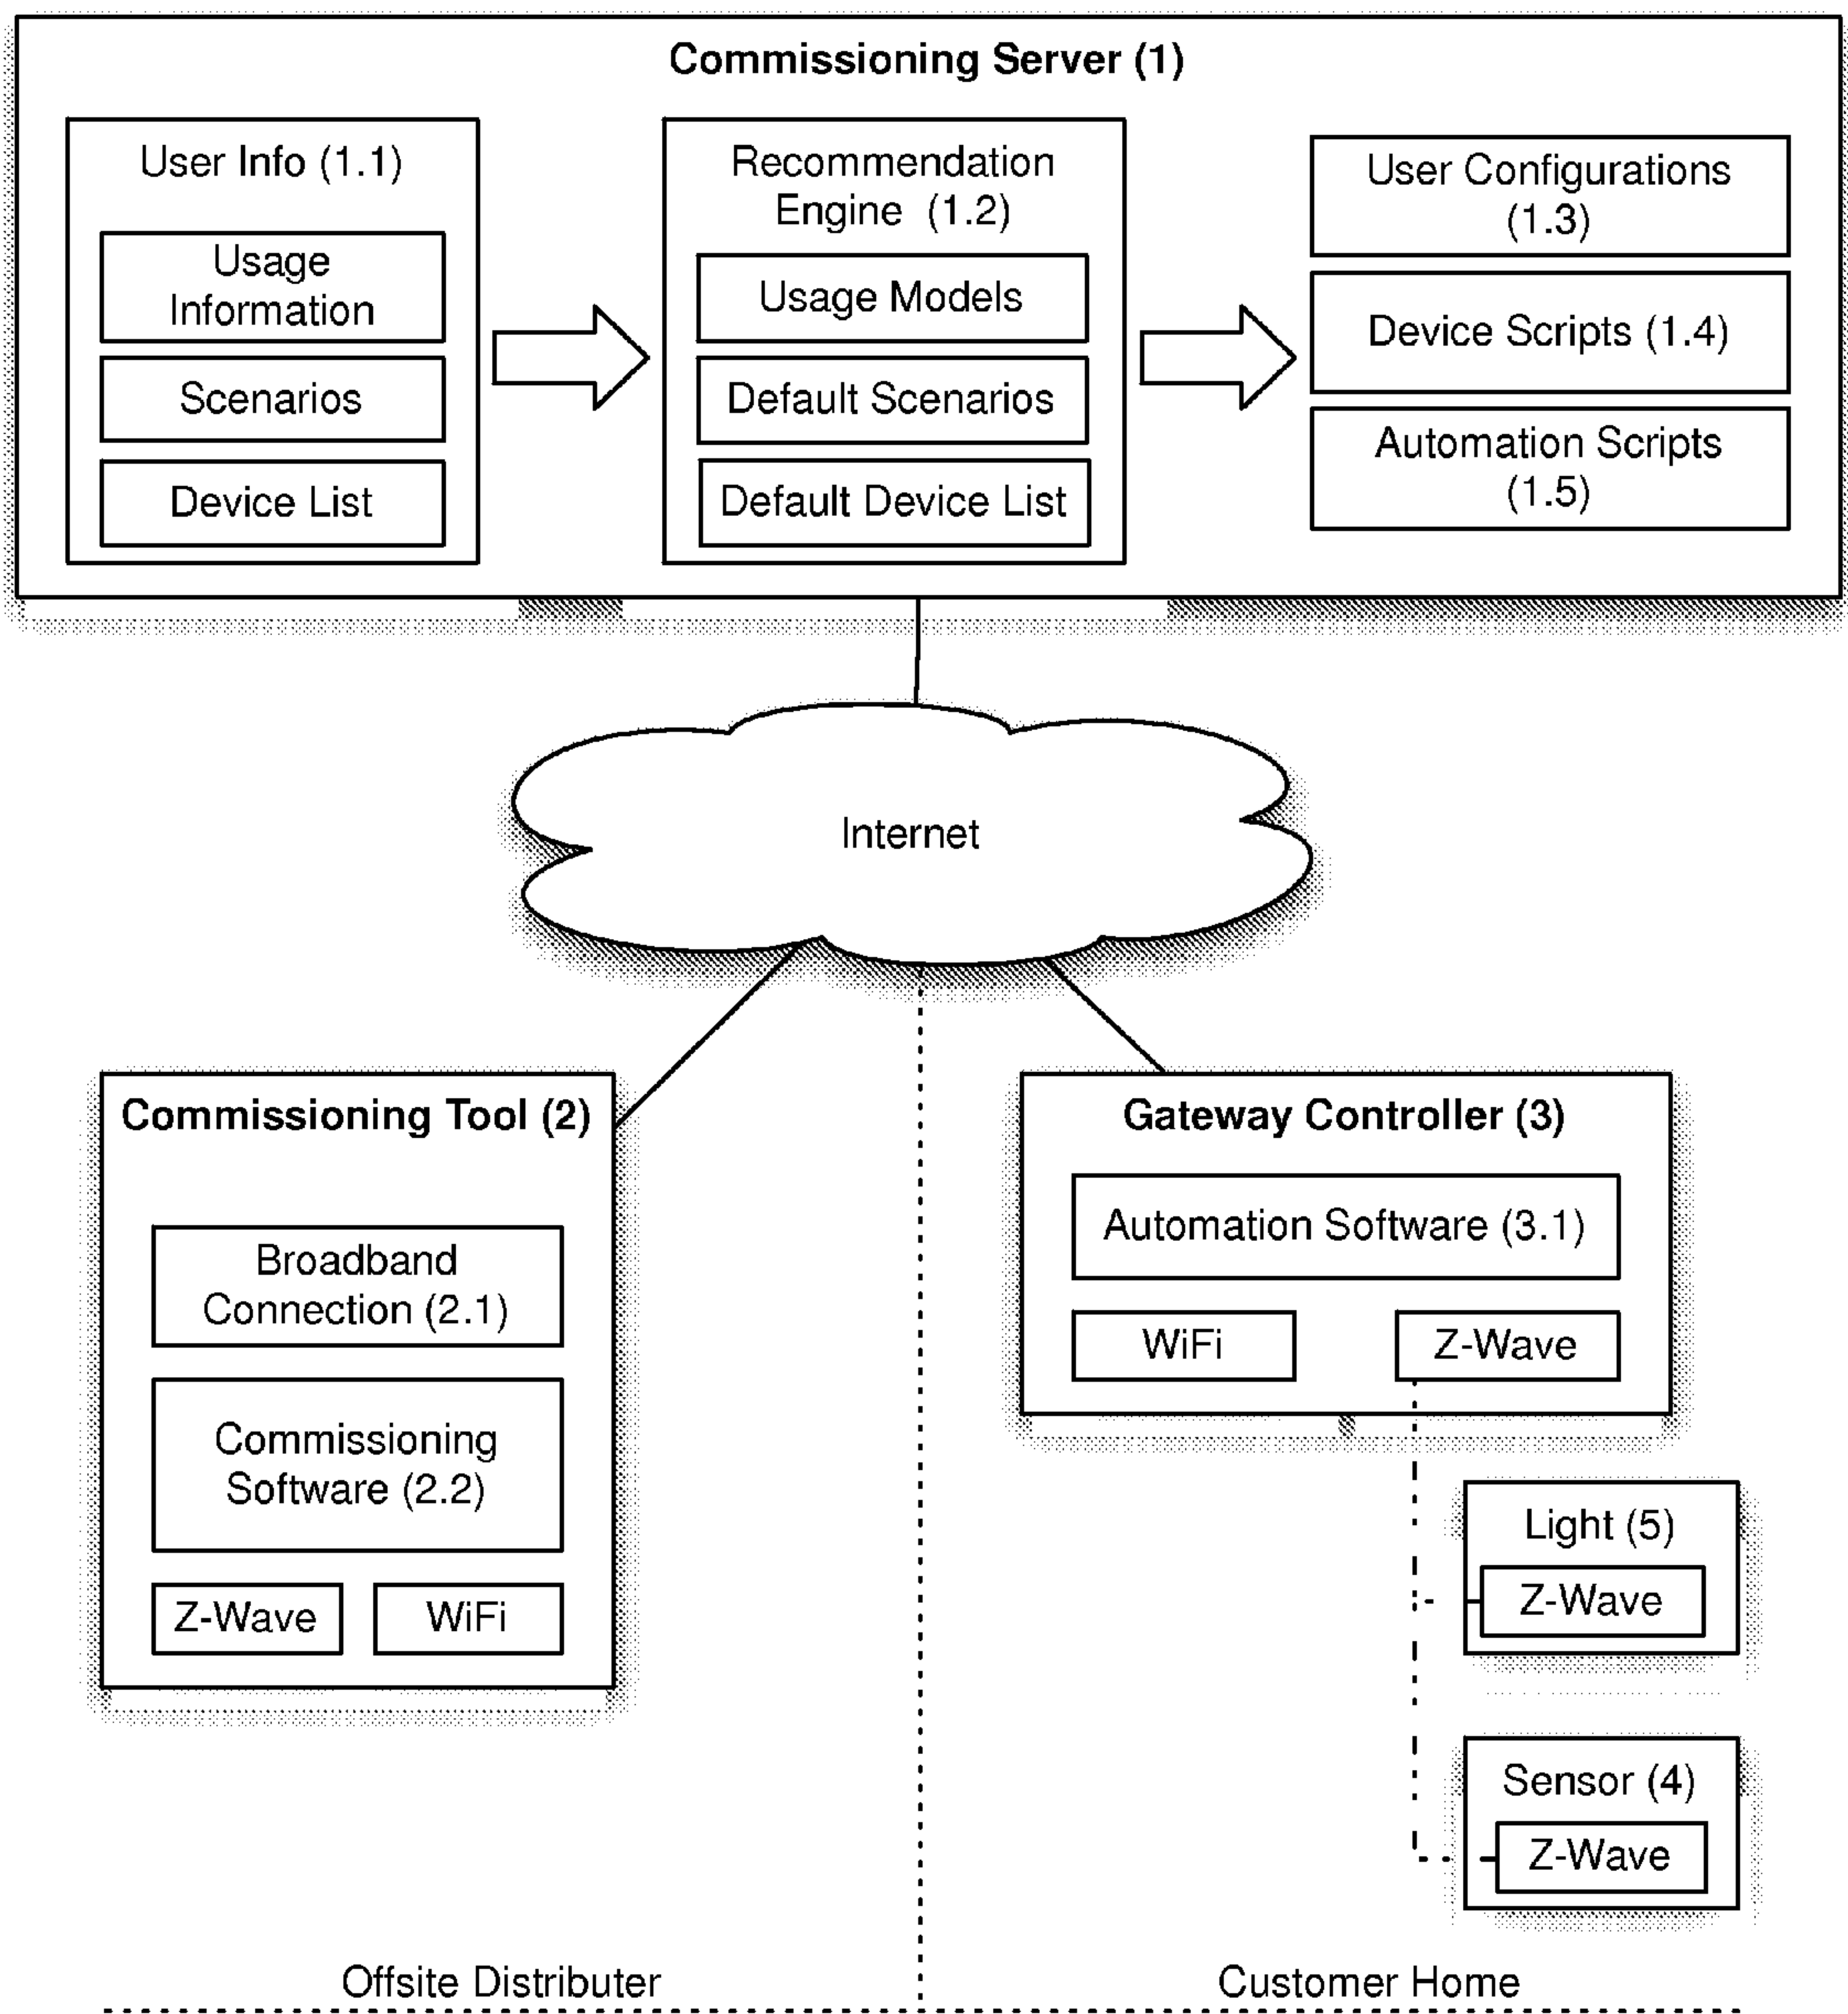 Commissioning Server (1)
User Info (1.1)
Usage
Information
Scenarios
Device List
Recommendation
Engine (1.2)
Usage Models
Default Scenarios
Default Device List
User Configurations
(1.3)
Device Scripts (1.4)
Automation Scripts
(1.5)
Internet
Commissioning Tool (2)
Broadband
Connection (2.1)
Commissioning
Software (2.2)
Z-Wave
WiFi
Gateway Controller (3)
Automation Software (3.1)
WiFi
Z-Wave
Light (5)
Z-Wave
Sensor (4)
Z-Wave
Offsite Distributer
Customer Home